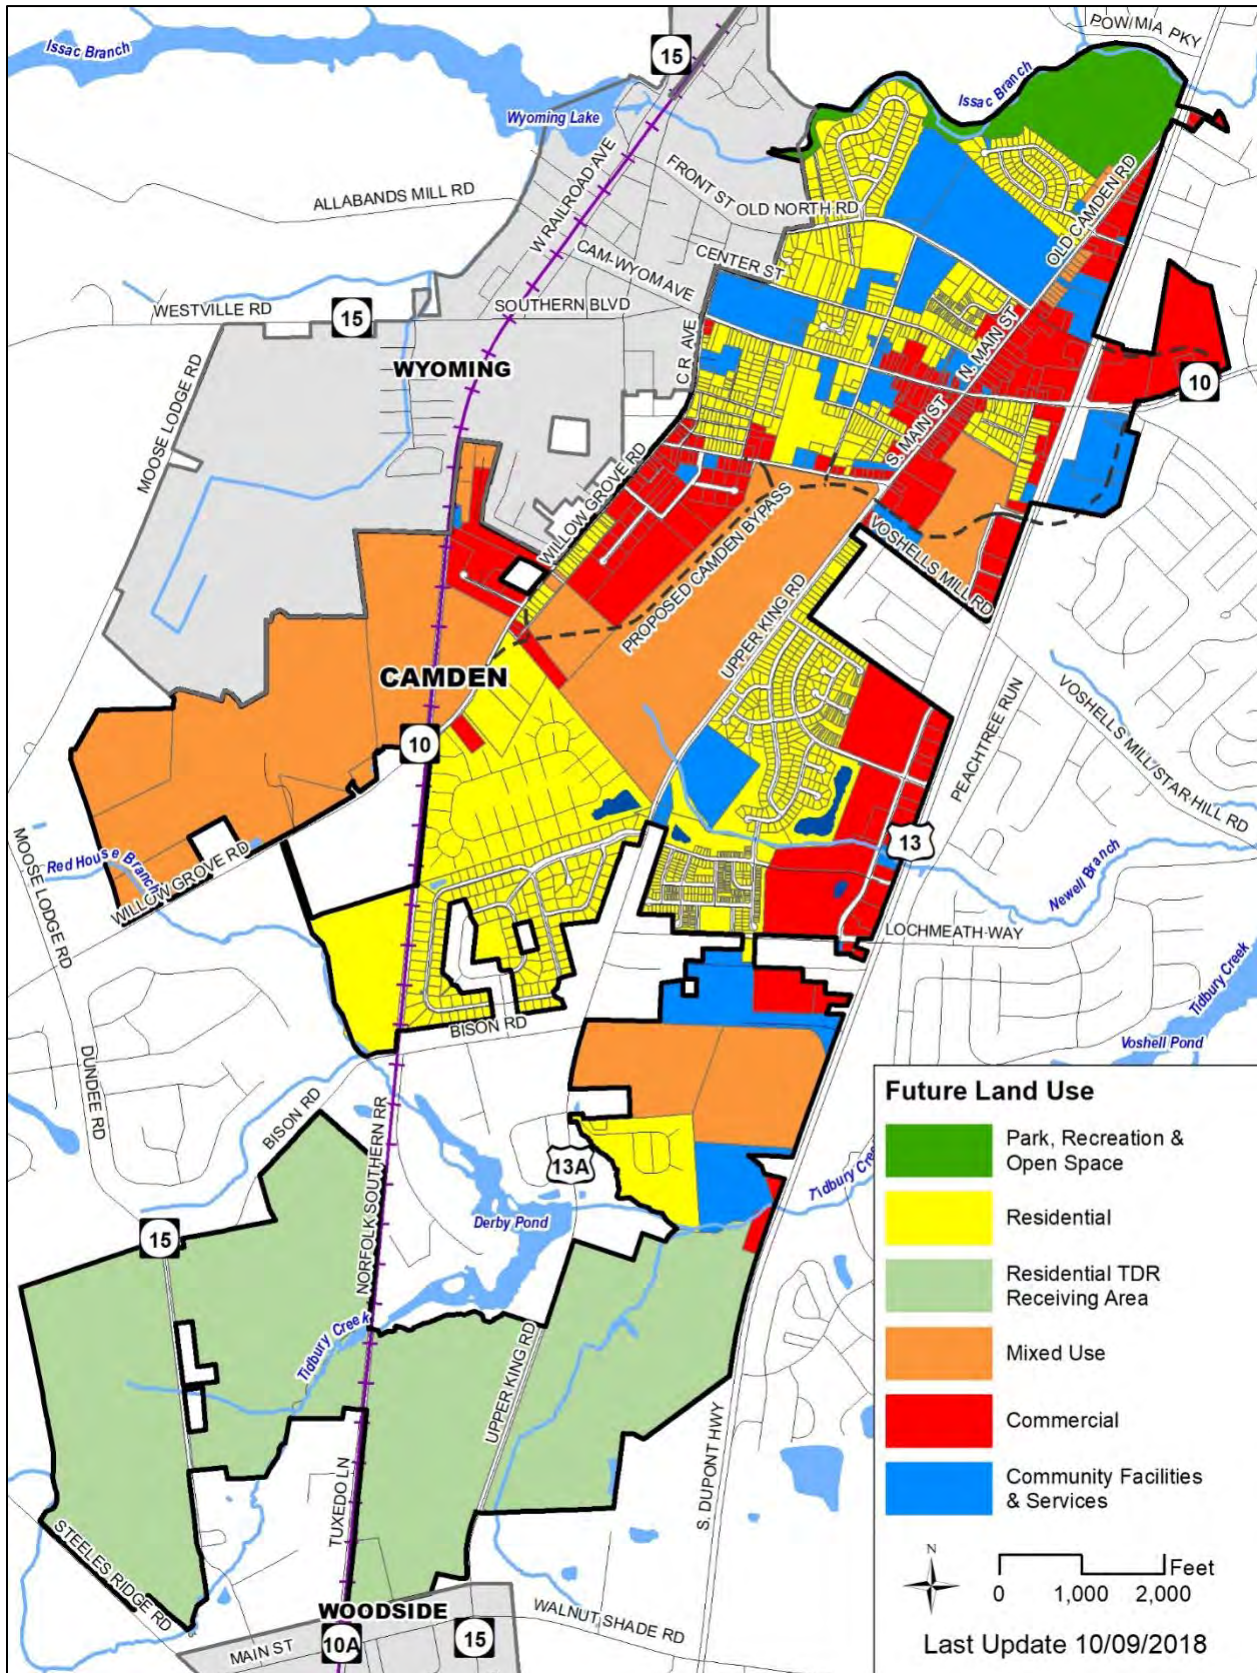 POW/MIA PKY
Issac Branch
15
Issac Branch
Wyoming Lake
W RAILROAD AVE
FRONT ST
ALLABANDS MILL RD
OLD NORTH RD
OLD CAMDEN RD
CENTER ST
CAM-WYOM AVE
WESTVILLE RD
15
SOUTHERN BLVD
N. MAIN ST
C.R. AVE
WYOMING
10
MOOSE LODGE RD
S. MAIN ST
WILLOW GROVE RD
PROPOSED CAMDEN BYPASS
VOSHELLS MILL RD
UPPER KING RD
CAMDEN
PEACHTREE RUN
VOSHELLS MILL/STAR HILL RD
10
13
MOOSE LODGE RD
Red House Branch
WILLOW GROVE RD
Newell Branch
LOCHMEATH WAY
Tidbury Creek
BISON RD
Voshell Pond
DUNDEE RD
BISON RD
NORFOLK SOUTHERN RR
13A
Tidbury Cree
Derby Pond
15
Tidbury Creek
UPPER KING RD
S. DUPONT HWY
TUXEDO LN
STEELES RIDGE RD
WOODSIDE
WALNUT SHADE RD
MAIN ST
10A
15
Future Land Use
Park, Recreation &
Open Space
Residential
Residential TDR
Receiving Area
Mixed Use
Commercial
Community Facilities
& Services
N
Feet
0 1,000 2,000
Last Update 10/09/2018